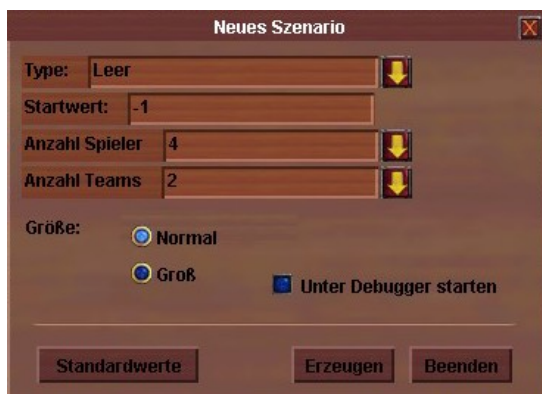 Neues Szenario
Type: Leer
Startwert: -1
Anzahl Spieler 4
Anzahl Teams 2
Größe:
Normal
Groß
Unter Debugger starten
Standardwerte Erzeugen Beenden